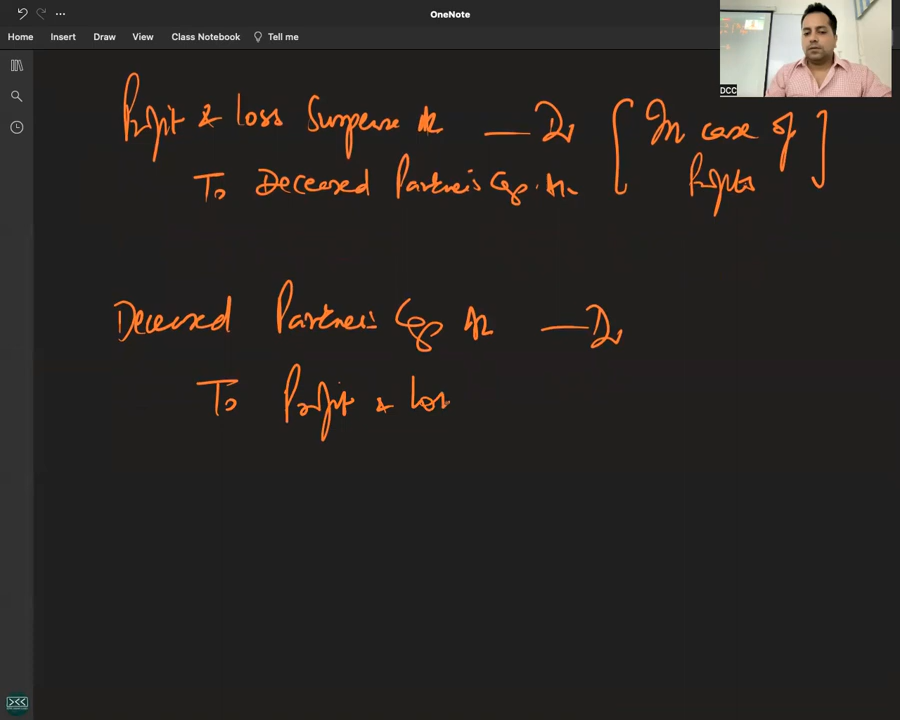 OneNote
Home Insert Draw View Class Notebook Tell me
DCC
Profit & Loss Suspense A/c — Dr [In case of
To Deceased Partner's Cap. A/c Profits]
Deceased Partner's Cap A/c — Dr
To Profit & Los